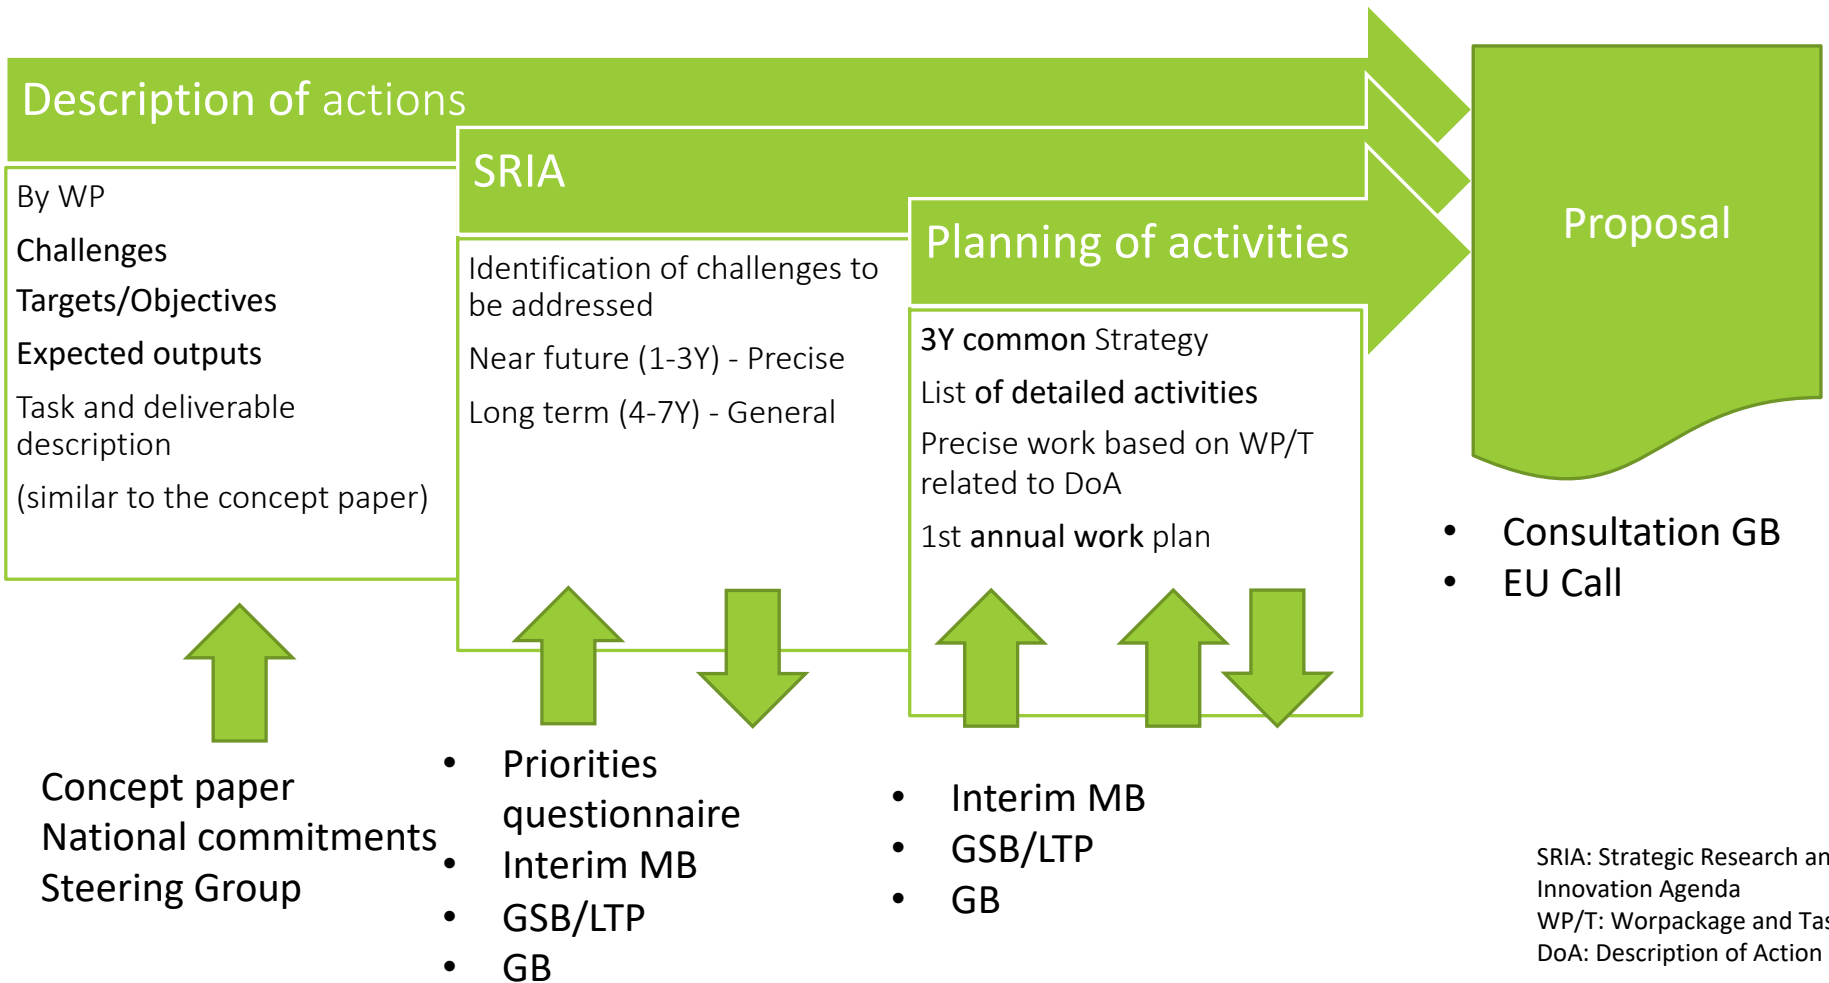 Description of actions
By WP
Challenges
Targets/Objectives
Expected outputs
Task and deliverable
description
(similar to the concept paper)
SRIA
Identification of challenges to
be addressed
Near future (1-3Y) - Precise
Long term (4-7Y) - General
Planning of activities
3Y common Strategy
List of detailed activities
Precise work based on WP/T
related to DoA
1st annual work plan
Proposal
• Consultation GB
• EU Call
Concept paper
National commitments
Steering Group
• Priorities
questionnaire
• Interim MB
• GSB/LTP
• GB
• Interim MB
• GSB/LTP
• GB
SRIA: Strategic Research an
Innovation Agenda
WP/T: Worpackage and Tas
DoA: Description of Action